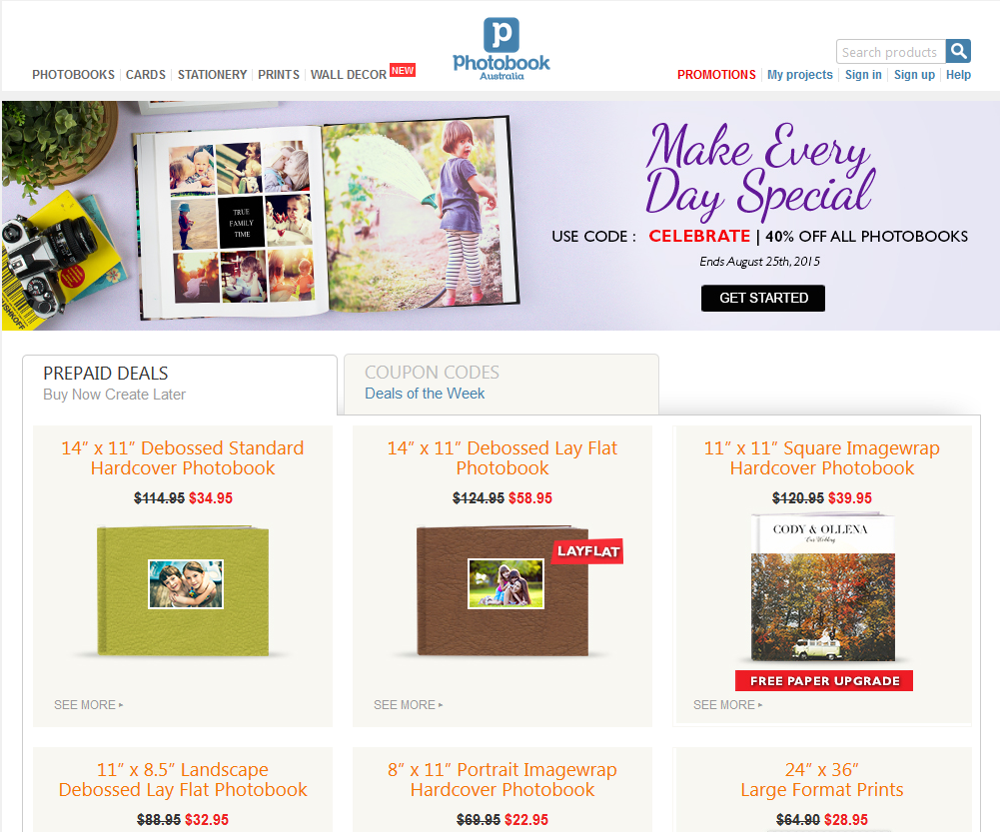 p
Photobook
Australia
Search products
PHOTOBOOKS CARDS STATIONERY PRINTS WALL DECOR NEW
PROMOTIONS My projects Sign in Sign up Help
TRUE
FAMILY
TIME
Make Every
Day Special
USE CODE : CELEBRATE | 40% OFF ALL PHOTOBOOKS
Ends August 25th, 2015
GET STARTED
PREPAID DEALS
Buy Now Create Later
COUPON CODES
Deals of the Week
14” x 11” Debossed Standard
Hardcover Photobook
$114.95 $34.95
SEE MORE ▸
14” x 11” Debossed Lay Flat
Photobook
$124.95 $58.95
LAYFLAT
SEE MORE ▸
11” x 11” Square Imagewrap
Hardcover Photobook
$120.95 $39.95
CODY & OLLENA
Our Wedding
FREE PAPER UPGRADE
SEE MORE ▸
11” x 8.5” Landscape
Debossed Lay Flat Photobook
$88.95 $32.95
8” x 11” Portrait Imagewrap
Hardcover Photobook
$69.95 $22.95
24” x 36”
Large Format Prints
$64.90 $28.95